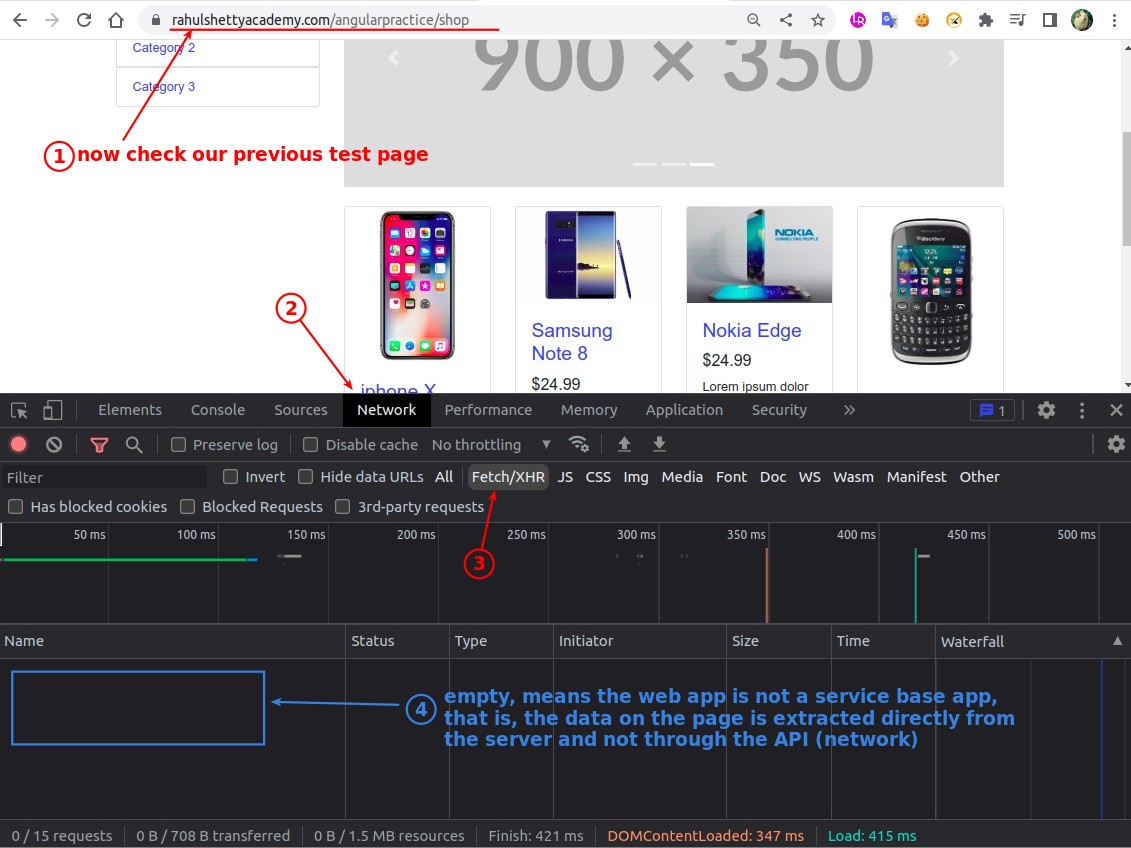 rahulshettyacademy.com/angularpractice/shop
Category 2
Category 3
900 × 350
1 now check our previous test page
NOKIA
CONNECTING PEOPLE
BlackBerry
2
iphone X
Samsung
Note 8
$24.99
Nokia Edge
$24.99
Lorem ipsum dolor
Elements Console Sources Network Performance Memory Application Security » 1
Preserve log Disable cache No throttling
Filter Invert Hide data URLs All Fetch/XHR JS CSS Img Media Font Doc WS Wasm Manifest Other
Has blocked cookies Blocked Requests 3rd-party requests
50 ms 100 ms 150 ms 200 ms 250 ms 300 ms 350 ms 400 ms 450 ms 500 ms
3
Name Status Type Initiator Size Time Waterfall
4 empty, means the web app is not a service base app,
that is, the data on the page is extracted directly from
the server and not through the API (network)
0 / 15 requests 0 B / 708 B transferred 0 B / 1.5 MB resources Finish: 421 ms DOMContentLoaded: 347 ms Load: 415 ms